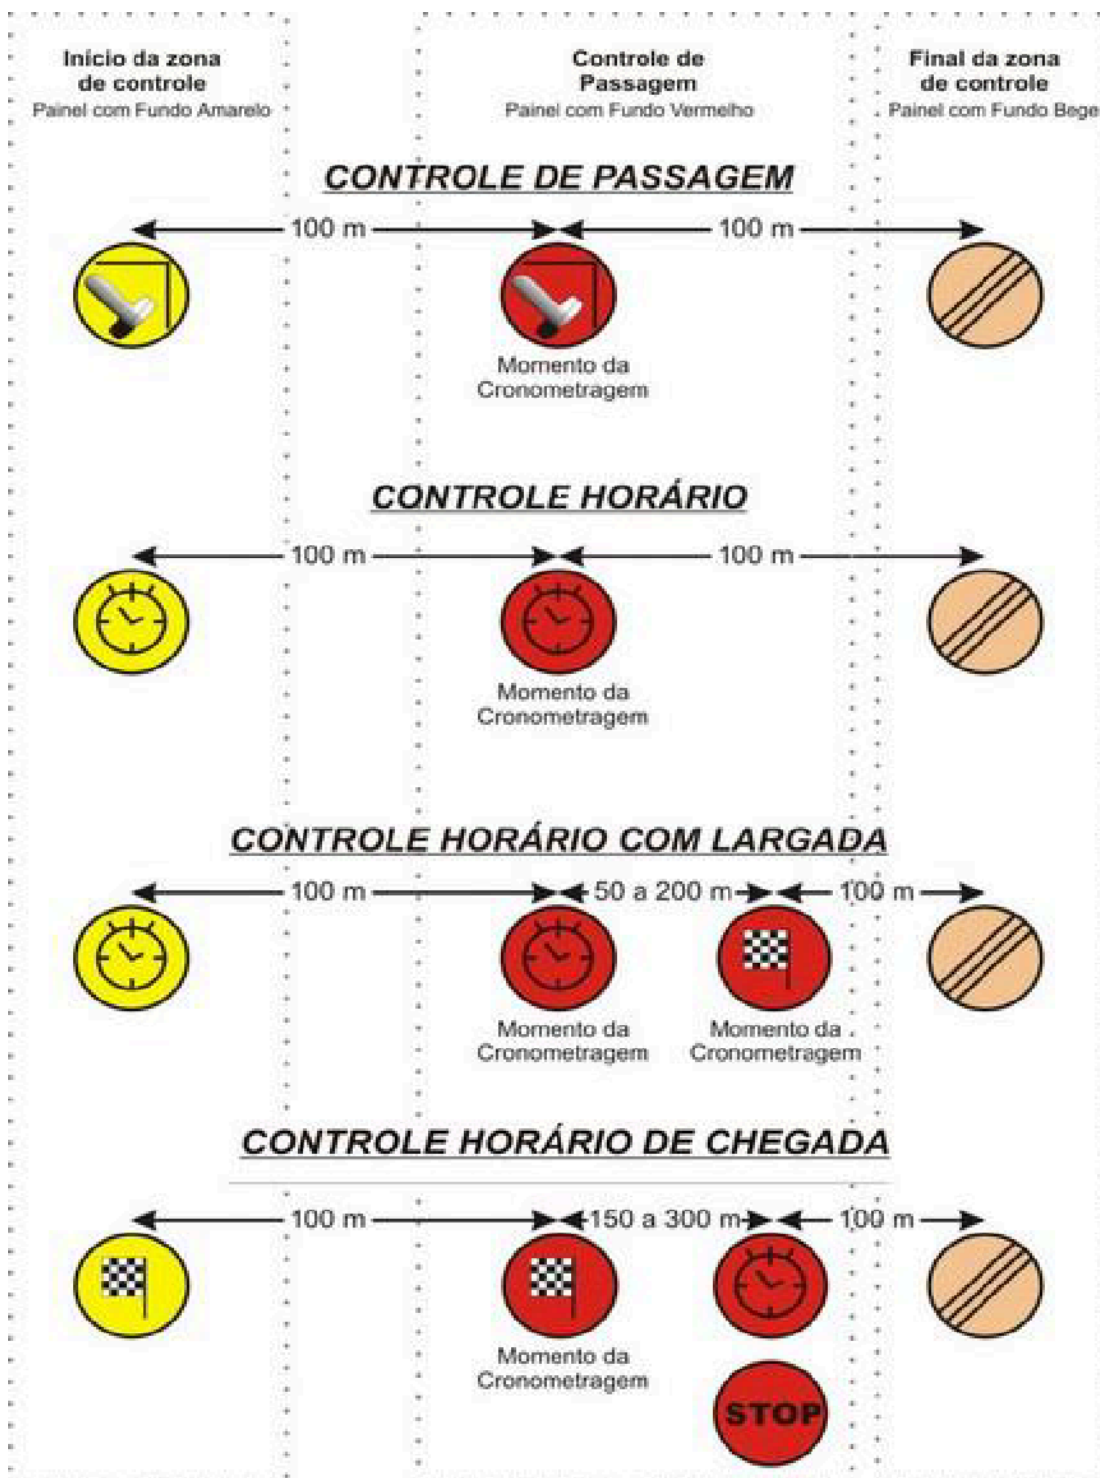 Início da zona
de controle
Painel com Fundo Amarelo
Controle de
Passagem
Painel com Fundo Vermelho
Final da zona
de controle
Painel com Fundo Bege
CONTROLE DE PASSAGEM
100 m
100 m
Momento da
Cronometragem
CONTROLE HORÁRIO
100 m
100 m
Momento da
Cronometragem
CONTROLE HORÁRIO COM LARGADA
100 m
50 a 200 m
100 m
Momento da
Cronometragem
Momento da
Cronometragem
CONTROLE HORÁRIO DE CHEGADA
100 m
150 a 300 m
100 m
Momento da
Cronometragem
STOP